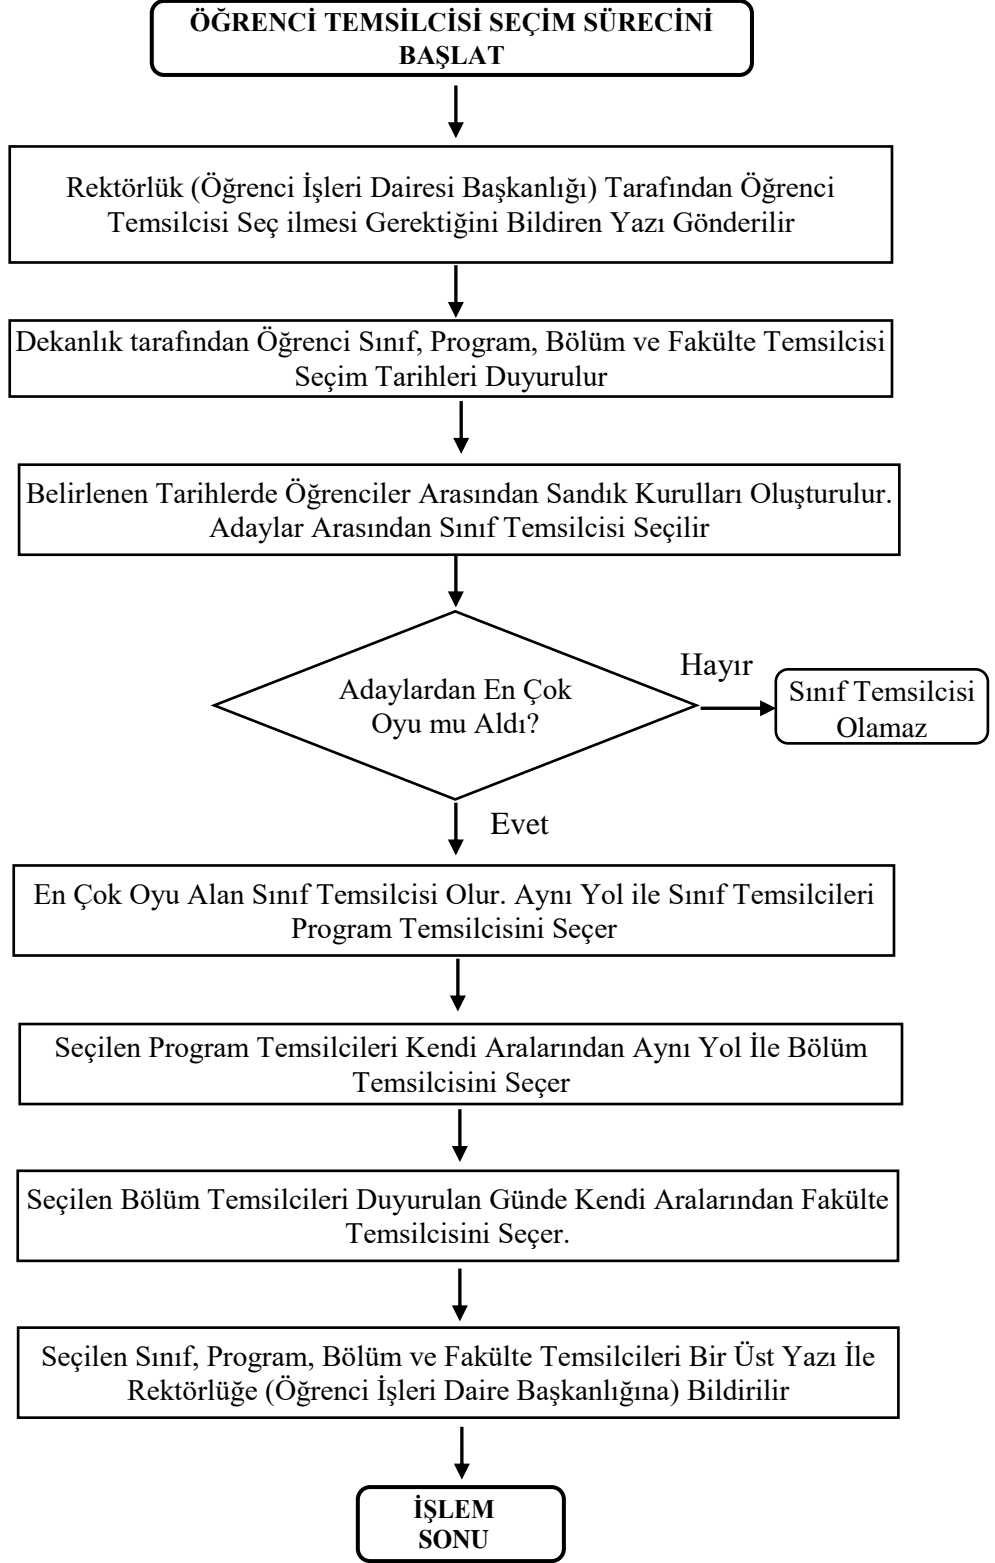 ÖĞRENCİ TEMSİLCİSİ SEÇİM SÜRECİNİ
BAŞLAT
Rektörlük (Öğrenci İşleri Dairesi Başkanlığı) Tarafından Öğrenci
Temsilcisi Seç ilmesi Gerektiğini Bildiren Yazı Gönderilir
Dekanlık tarafından Öğrenci Sınıf, Program, Bölüm ve Fakülte Temsilcisi
Seçim Tarihleri Duyurulur
Belirlenen Tarihlerde Öğrenciler Arasından Sandık Kurulları Oluşturulur.
Adaylar Arasından Sınıf Temsilcisi Seçilir
Adaylardan En Çok
Oyu mu Aldı?
Hayır
Sınıf Temsilcisi
Olamaz
Evet
En Çok Oyu Alan Sınıf Temsilcisi Olur. Aynı Yol ile Sınıf Temsilcileri
Program Temsilcisini Seçer
Seçilen Program Temsilcileri Kendi Aralarından Aynı Yol İle Bölüm
Temsilcisini Seçer
Seçilen Bölüm Temsilcileri Duyurulan Günde Kendi Aralarından Fakülte
Temsilcisini Seçer.
Seçilen Sınıf, Program, Bölüm ve Fakülte Temsilcileri Bir Üst Yazı İle
Rektörlüğe (Öğrenci İşleri Daire Başkanlığına) Bildirilir
İŞLEM
SONU